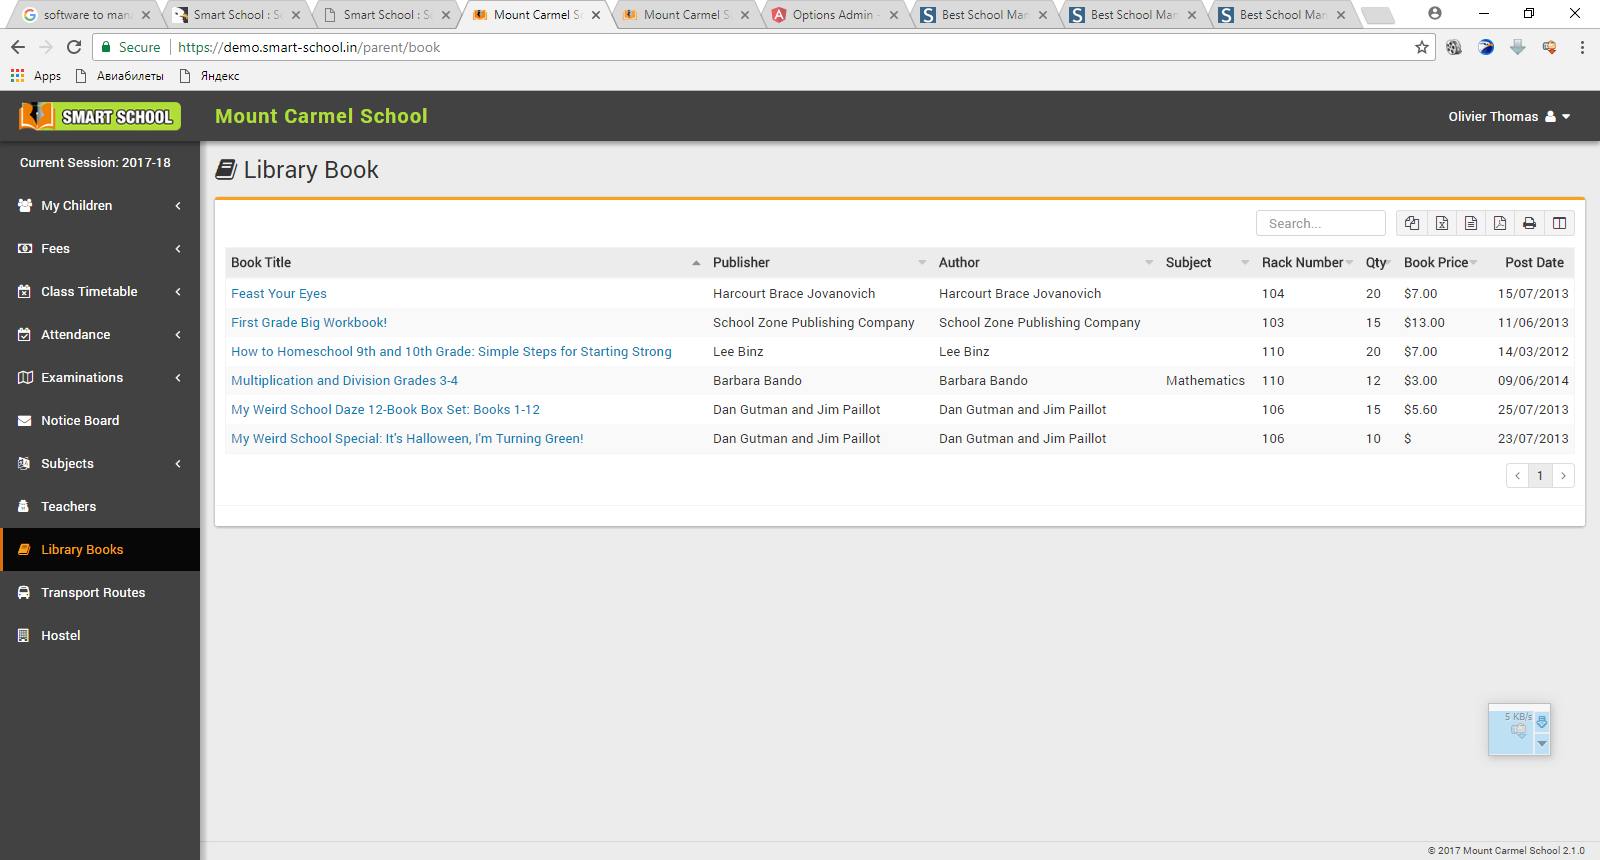 software to mana
Smart School : Sc
Smart School : Sc
Mount Carmel Sc
Mount Carmel Sc
Options Admin -
Best School Man
Best School Man
Best School Man
Secure https://demo.smart-school.in/parent/book
Apps Авиабилеты Яндекс
SMART SCHOOL
Mount Carmel School
Olivier Thomas
Current Session: 2017-18
My Children
Fees
Class Timetable
Attendance
Examinations
Notice Board
Subjects
Teachers
Library Books
Transport Routes
Hostel
Library Book
Search...
Book Title Publisher Author Subject Rack Number Qty Book Price Post Date
Feast Your Eyes Harcourt Brace Jovanovich Harcourt Brace Jovanovich 104 20 $7.00 15/07/2013
First Grade Big Workbook! School Zone Publishing Company School Zone Publishing Company 103 15 $13.00 11/06/2013
How to Homeschool 9th and 10th Grade: Simple Steps for Starting Strong Lee Binz Lee Binz 110 20 $7.00 14/03/2012
Multiplication and Division Grades 3-4 Barbara Bando Barbara Bando Mathematics 110 12 $3.00 09/06/2014
My Weird School Daze 12-Book Box Set: Books 1-12 Dan Gutman and Jim Paillot Dan Gutman and Jim Paillot 106 15 $5.60 25/07/2013
My Weird School Special: It's Halloween, I'm Turning Green! Dan Gutman and Jim Paillot Dan Gutman and Jim Paillot 106 10 $ 23/07/2013
< 1 >
5 KB/s
© 2017 Mount Carmel School 2.1.0